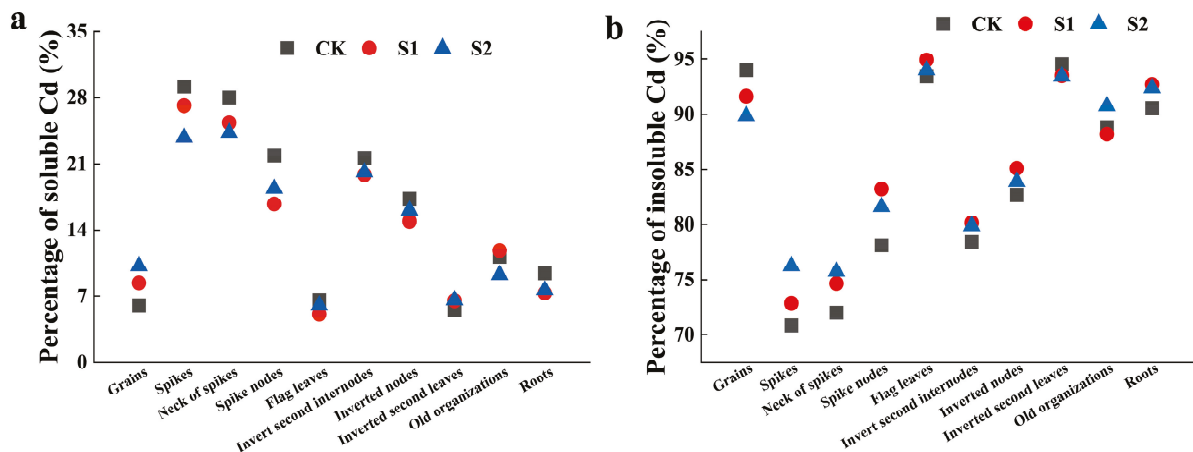 a
Percentage of soluble Cd (%)
35
28
21
14
7
0
CK S1 S2
Grains
Spikes
Neck of spikes
Spike nodes
Flag leaves
Invert second internodes
Inverted nodes
Inverted second leaves
Old organizations
Roots
b
Percentage of insoluble Cd (%)
95
90
85
80
75
70
CK S1 S2
Grains
Spikes
Neck of spikes
Spike nodes
Flag leaves
Invert second internodes
Inverted nodes
Inverted second leaves
Old organizations
Roots